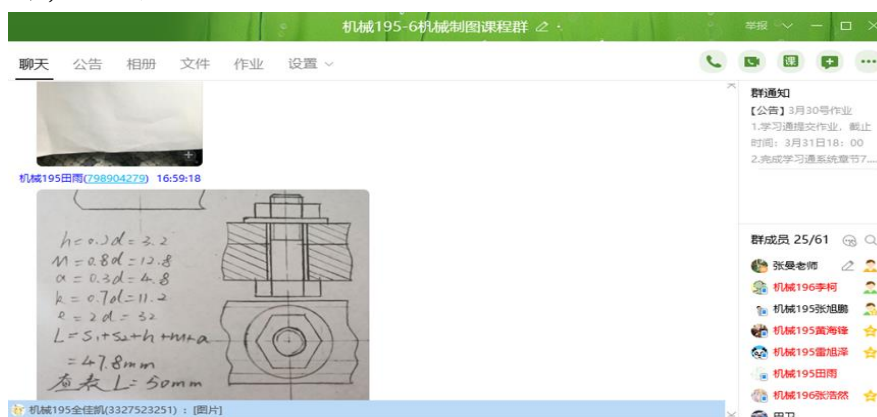 机械195-6机械制图课程群
举报
聊天 公告 相册 文件 作业 设置
机械195田雨(798904279) 16:59:18
h=0.2d=3.2
M=0.8d=12.8
a=0.3d=4.8
k=0.7d=11.2
e=2d=32
L=S1+S2+h+m+a
=47.8mm
查表L=50mm
机械195全佳凯(3327523251) : [图片]
课
群通知
【公告】3月30号作业
1.学习通提交作业，截止
时间：3月31日18：00
2.完成学习通系统章节7....
群成员 25/61
张曼老师
机械196李柯
机械195张旭鹏
机械195黄海锋
机械195雷旭泽
机械195田雨
机械196张浩然